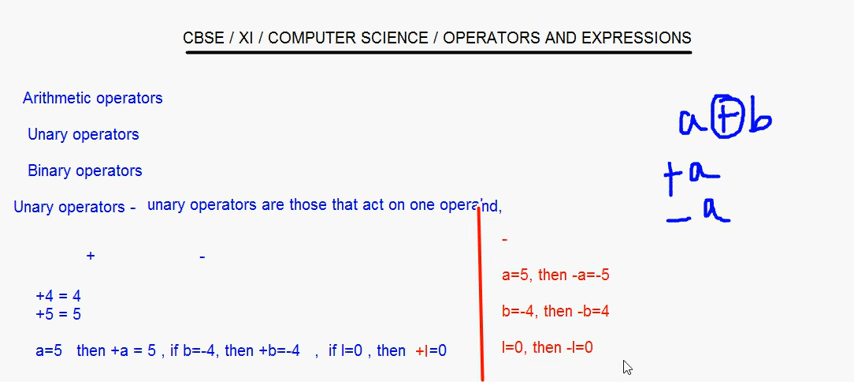 CBSE / XI / COMPUTER SCIENCE / OPERATORS AND EXPRESSIONS
Arithmetic operators
Unary operators
Binary operators
Unary operators - unary operators are those that act on one operand,
+ -
+4 = 4
+5 = 5
a=5 then +a = 5 , if b=-4, then +b=-4 , if l=0 , then +l=0
-
a=5, then -a=-5
b=-4, then -b=4
l=0, then -l=0
a + b
+a
-a